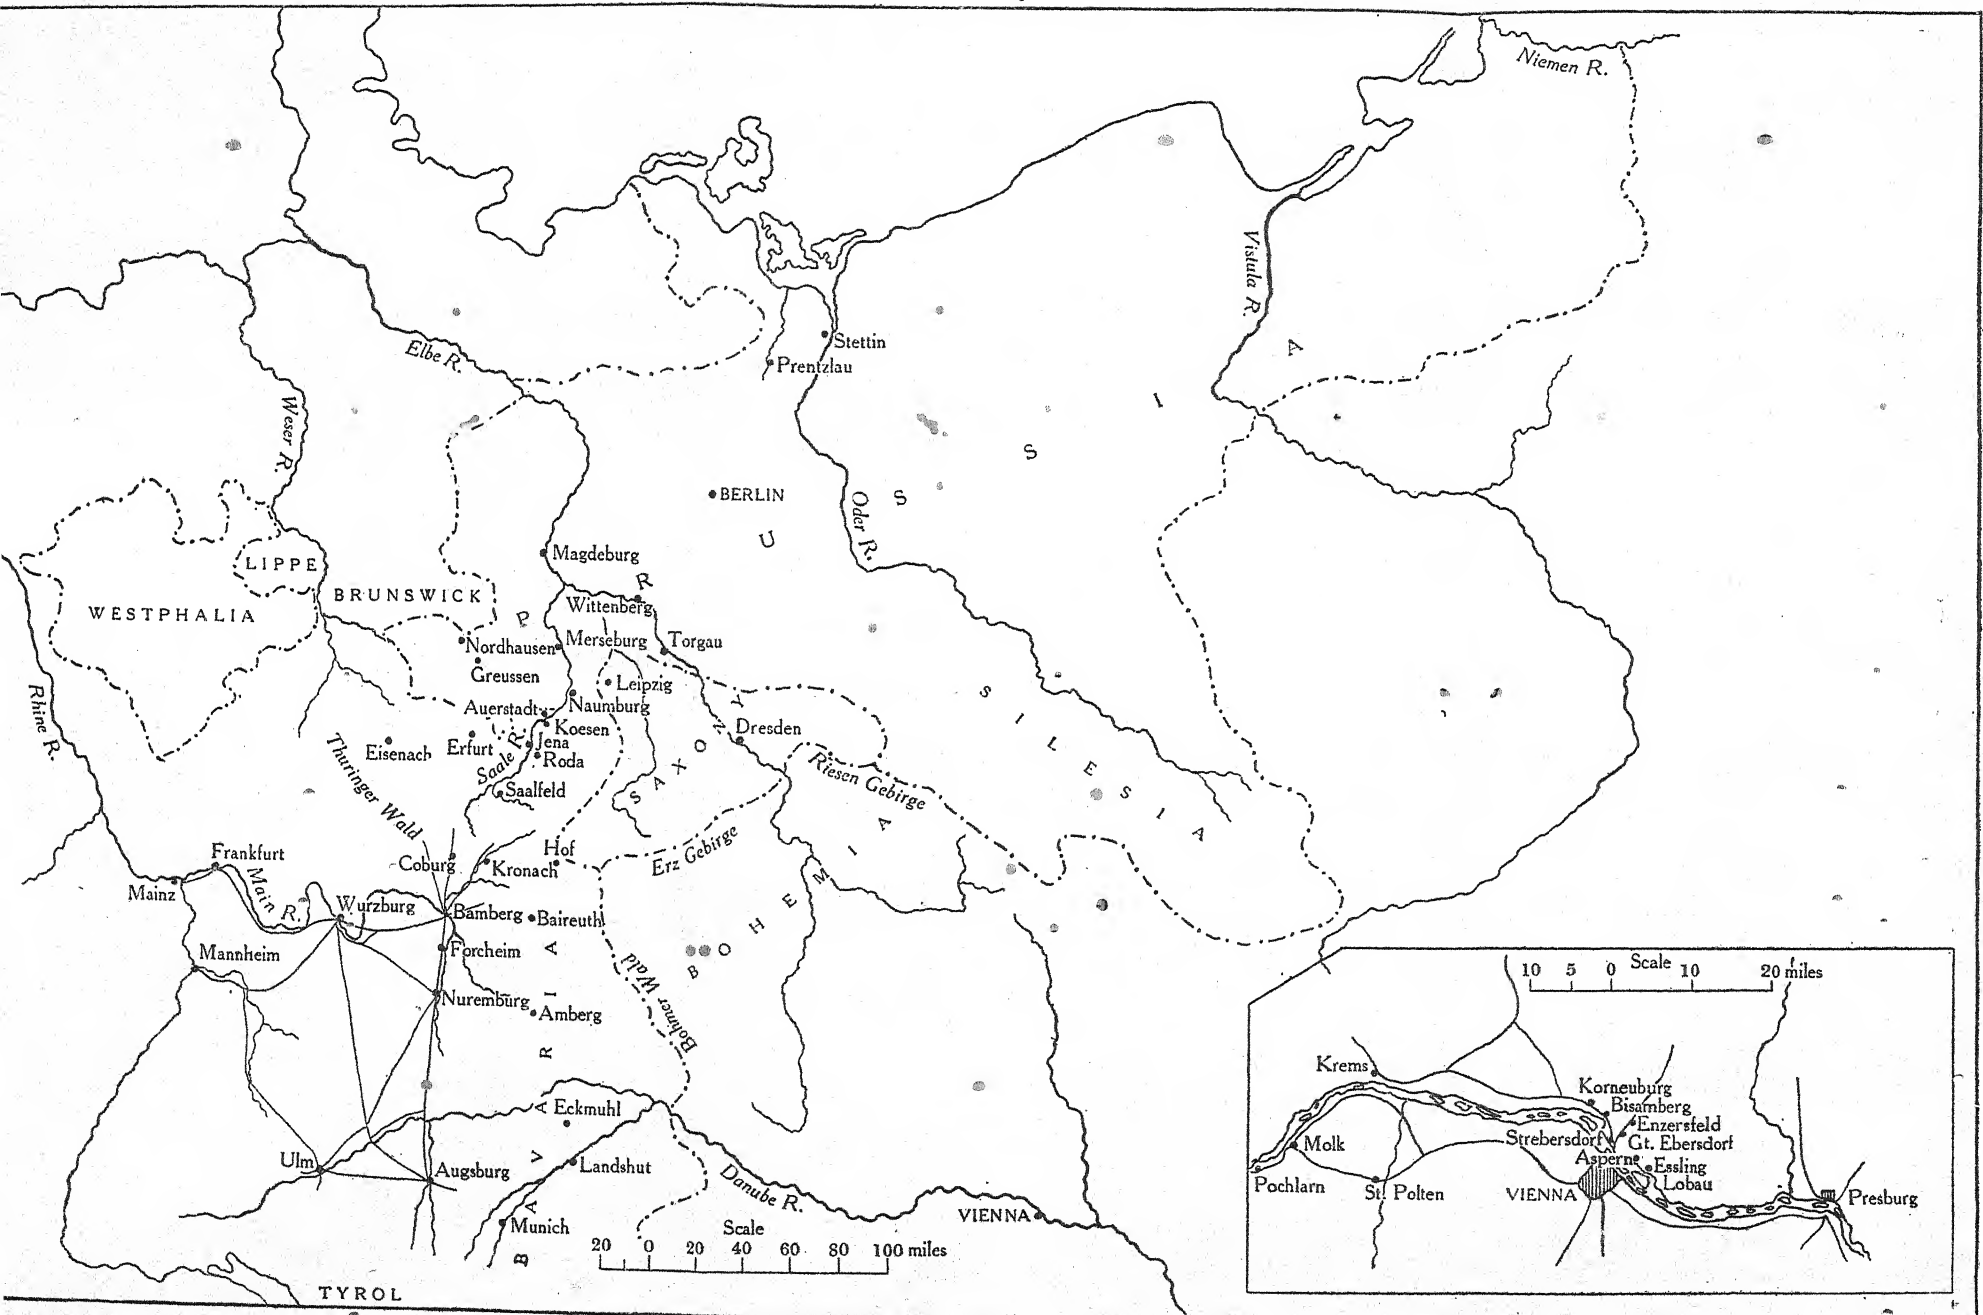 Niemen R.
Vistula R.
Stettin
Prentzlau
Elbe R.
Weser R.
BERLIN
Oder R.
PRUSSIA
Magdeburg
LIPPE
BRUNSWICK
WESTPHALIA
Wittenberg
Nordhausen
Merseburg
Torgau
Greussen
Leipzig
Rhine R.
Auerstadt
Naumburg
Koesen
Dresden
Eisenach
Erfurt
Jena
Roda
Saale R.
Saalfeld
SAXONY
SILESIA
Thuringer Wald
Riesen Gebirge
Erz Gebirge
Frankfurt
Coburg
Hof
Kronach
Mainz
Main R.
Wurzburg
Bamberg
Baireuth
BOHEMIA
Mannheim
Forcheim
Bohmer Wald
Nuremburg
Amberg
BAVARIA
Eckmuhl
Ulm
Augsburg
Landshut
Danube R.
Munich
VIENNA
Scale
20 0 20 40 60 80 100 miles
TYROL
Scale
10 5 0 10 20 miles
Krems
Korneuburg
Bisamberg
Enzersfeld
Strebersdorf
Gt. Ebersdorf
Molk
Aspern
Essling
Lobau
Pochlarn
St. Polten
VIENNA
Presburg